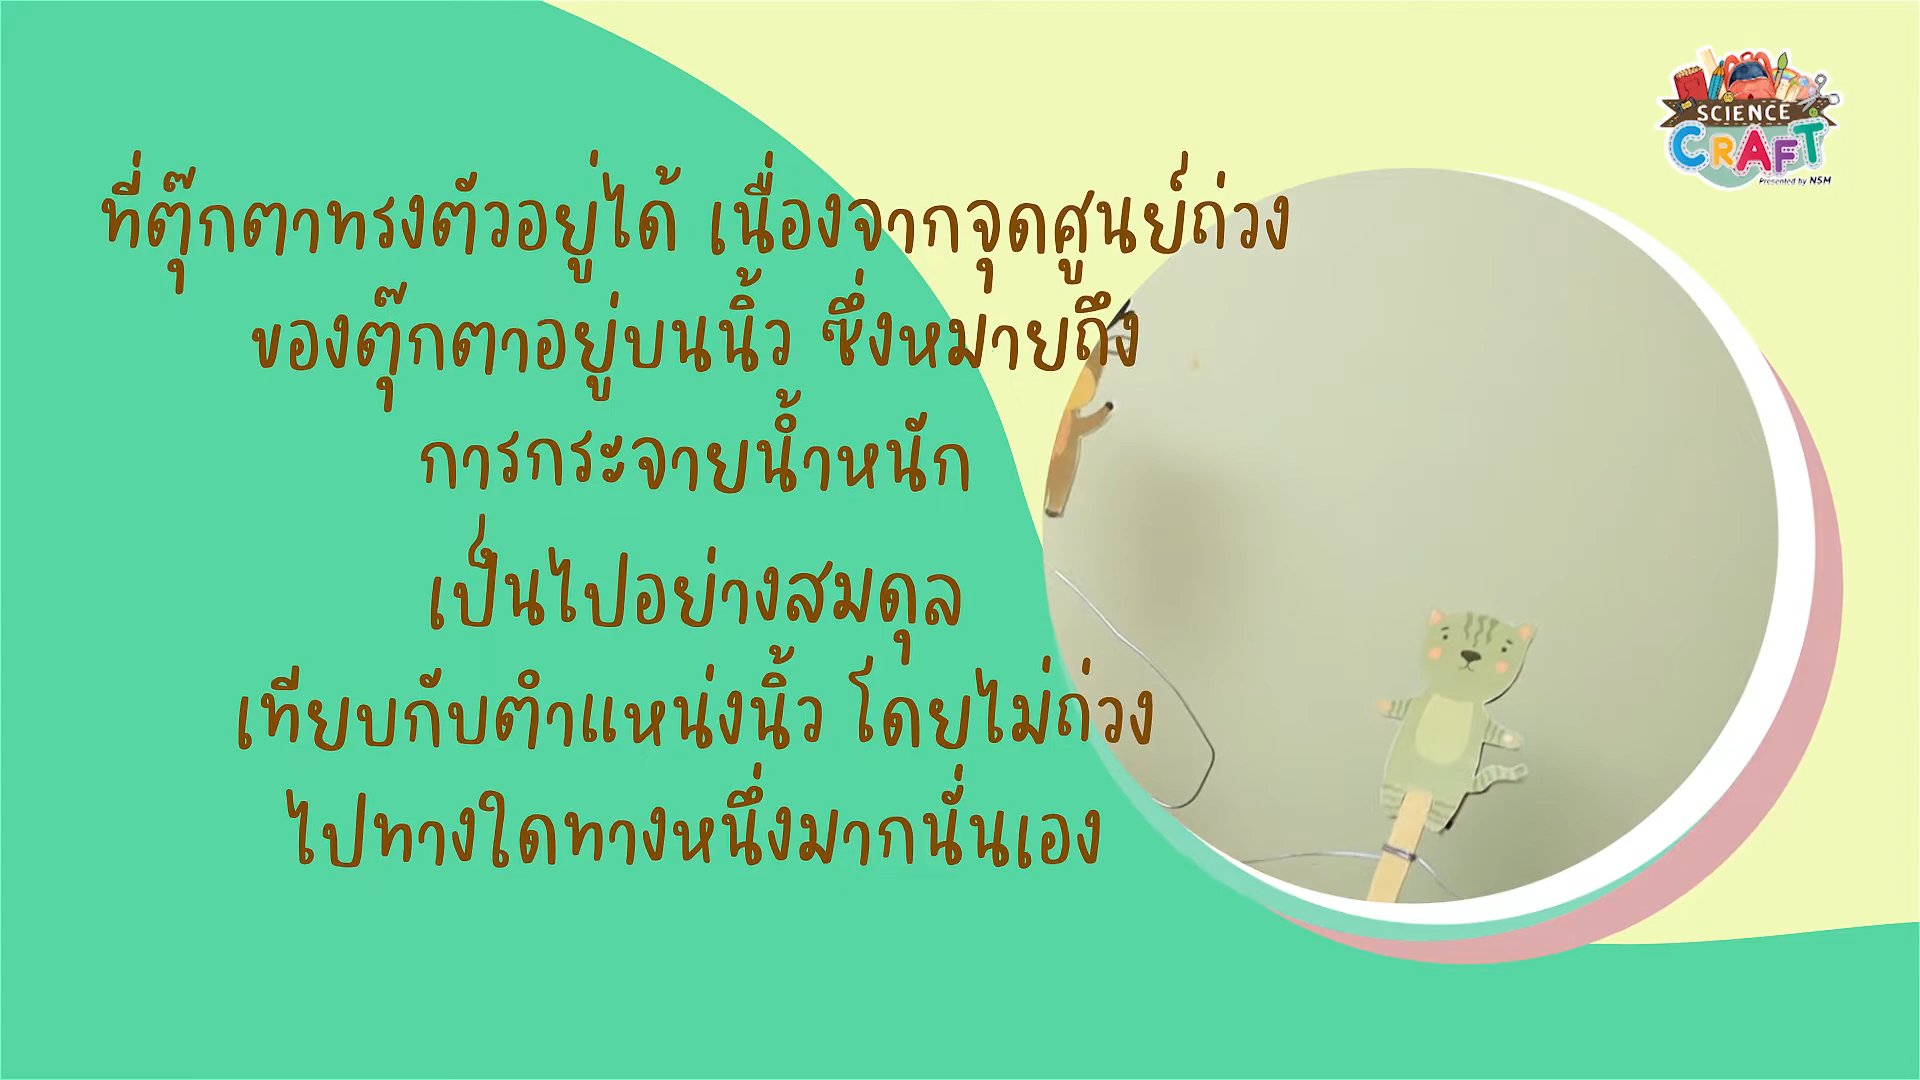 SCIENCE
CRAFT
Presented by NSM
ที่ตุ๊กตาทรงตัวอยู่ได้ เนื่องจากจุดศูนย์ถ่วง
ของตุ๊กตาอยู่บนนิ้ว ซึ่งหมายถึง
การกระจายน้ำหนัก
เป็นไปอย่างสมดุล
เทียบกับตำแหน่งนิ้ว โดยไม่ถ่วง
ไปทางใดทางหนึ่งมากนั่นเอง